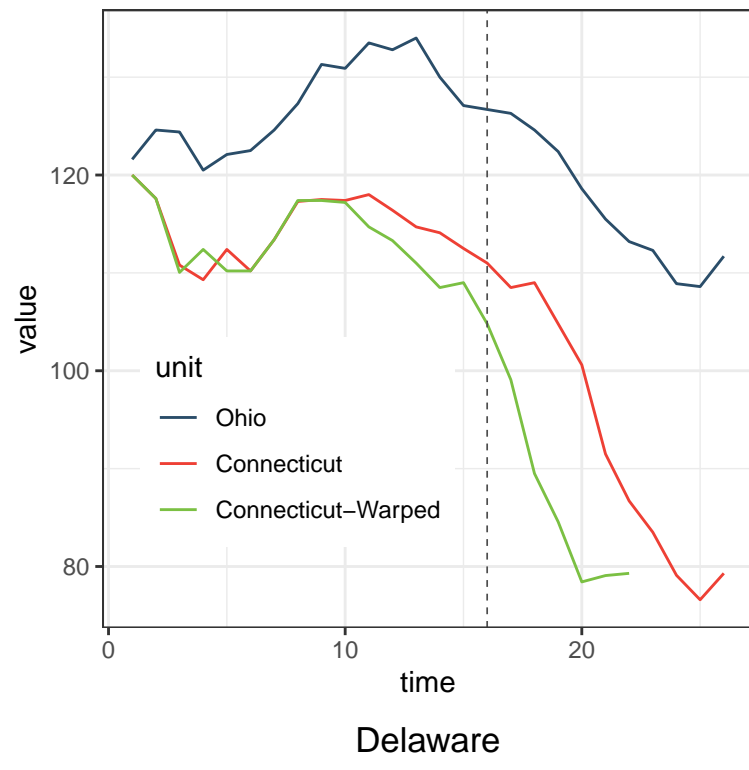 120
100
80
value
unit
Ohio
Connecticut
Connecticut-Warped
0 10 20
time
Delaware